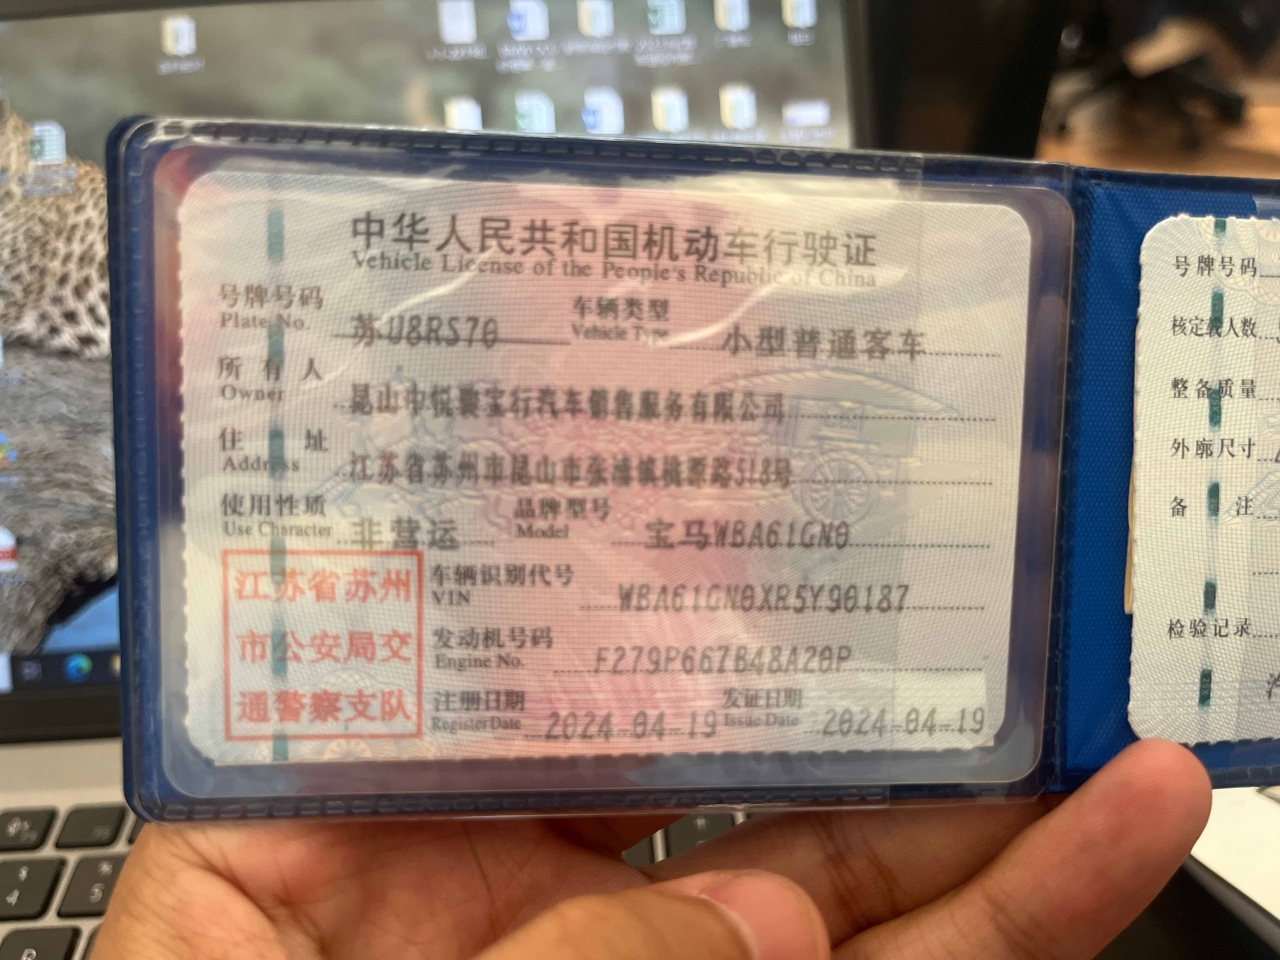 中华人民共和国机动车行驶证
Vehicle License of the People's Republic of China
号牌号码 苏U8RS70 车辆类型 小型普通客车
Plate No. Vehicle Type
所有人 昆山中悦骏宝行汽车销售服务有限公司
Owner
住址 江苏省苏州市昆山市张浦镇桃源路518号
Address
使用性质 非营运 品牌型号 宝马WBA61GN0
Use Character Model
江苏省苏州
市公安局交
通警察支队
车辆识别代号 WBA61GN0XR5Y90187
VIN
发动机号码 F279P667B48A20P
Engine No.
注册日期 2024-04-19 发证日期 2024-04-19
Register Date Issue Date
号牌号码
核定载人数
整备质量
外廓尺寸
备注
检验记录